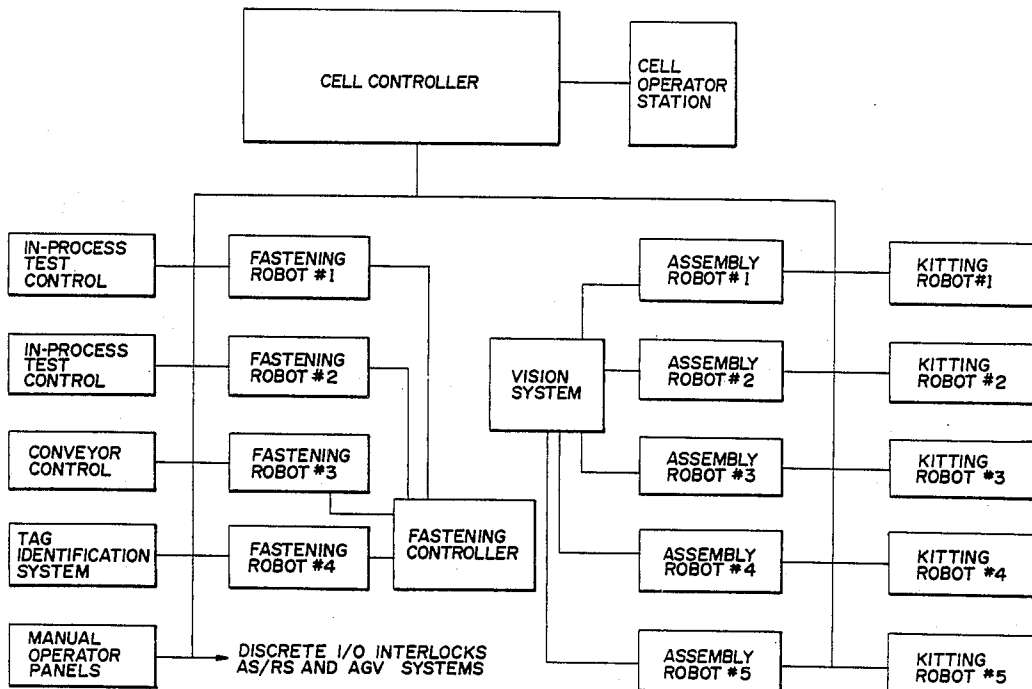 CELL CONTROLLER
CELL
OPERATOR
STATION
IN-PROCESS
TEST
CONTROL
FASTENING
ROBOT #1
ASSEMBLY
ROBOT #1
KITTING
ROBOT #1
IN-PROCESS
TEST
CONTROL
FASTENING
ROBOT #2
VISION
SYSTEM
ASSEMBLY
ROBOT #2
KITTING
ROBOT #2
CONVEYOR
CONTROL
FASTENING
ROBOT #3
ASSEMBLY
ROBOT #3
KITTING
ROBOT #3
TAG
IDENTIFICATION
SYSTEM
FASTENING
ROBOT #4
FASTENING
CONTROLLER
ASSEMBLY
ROBOT #4
KITTING
ROBOT #4
MANUAL
OPERATOR
PANELS
DISCRETE I/O INTERLOCKS
AS/RS AND AGV SYSTEMS
ASSEMBLY
ROBOT #5
KITTING
ROBOT #5